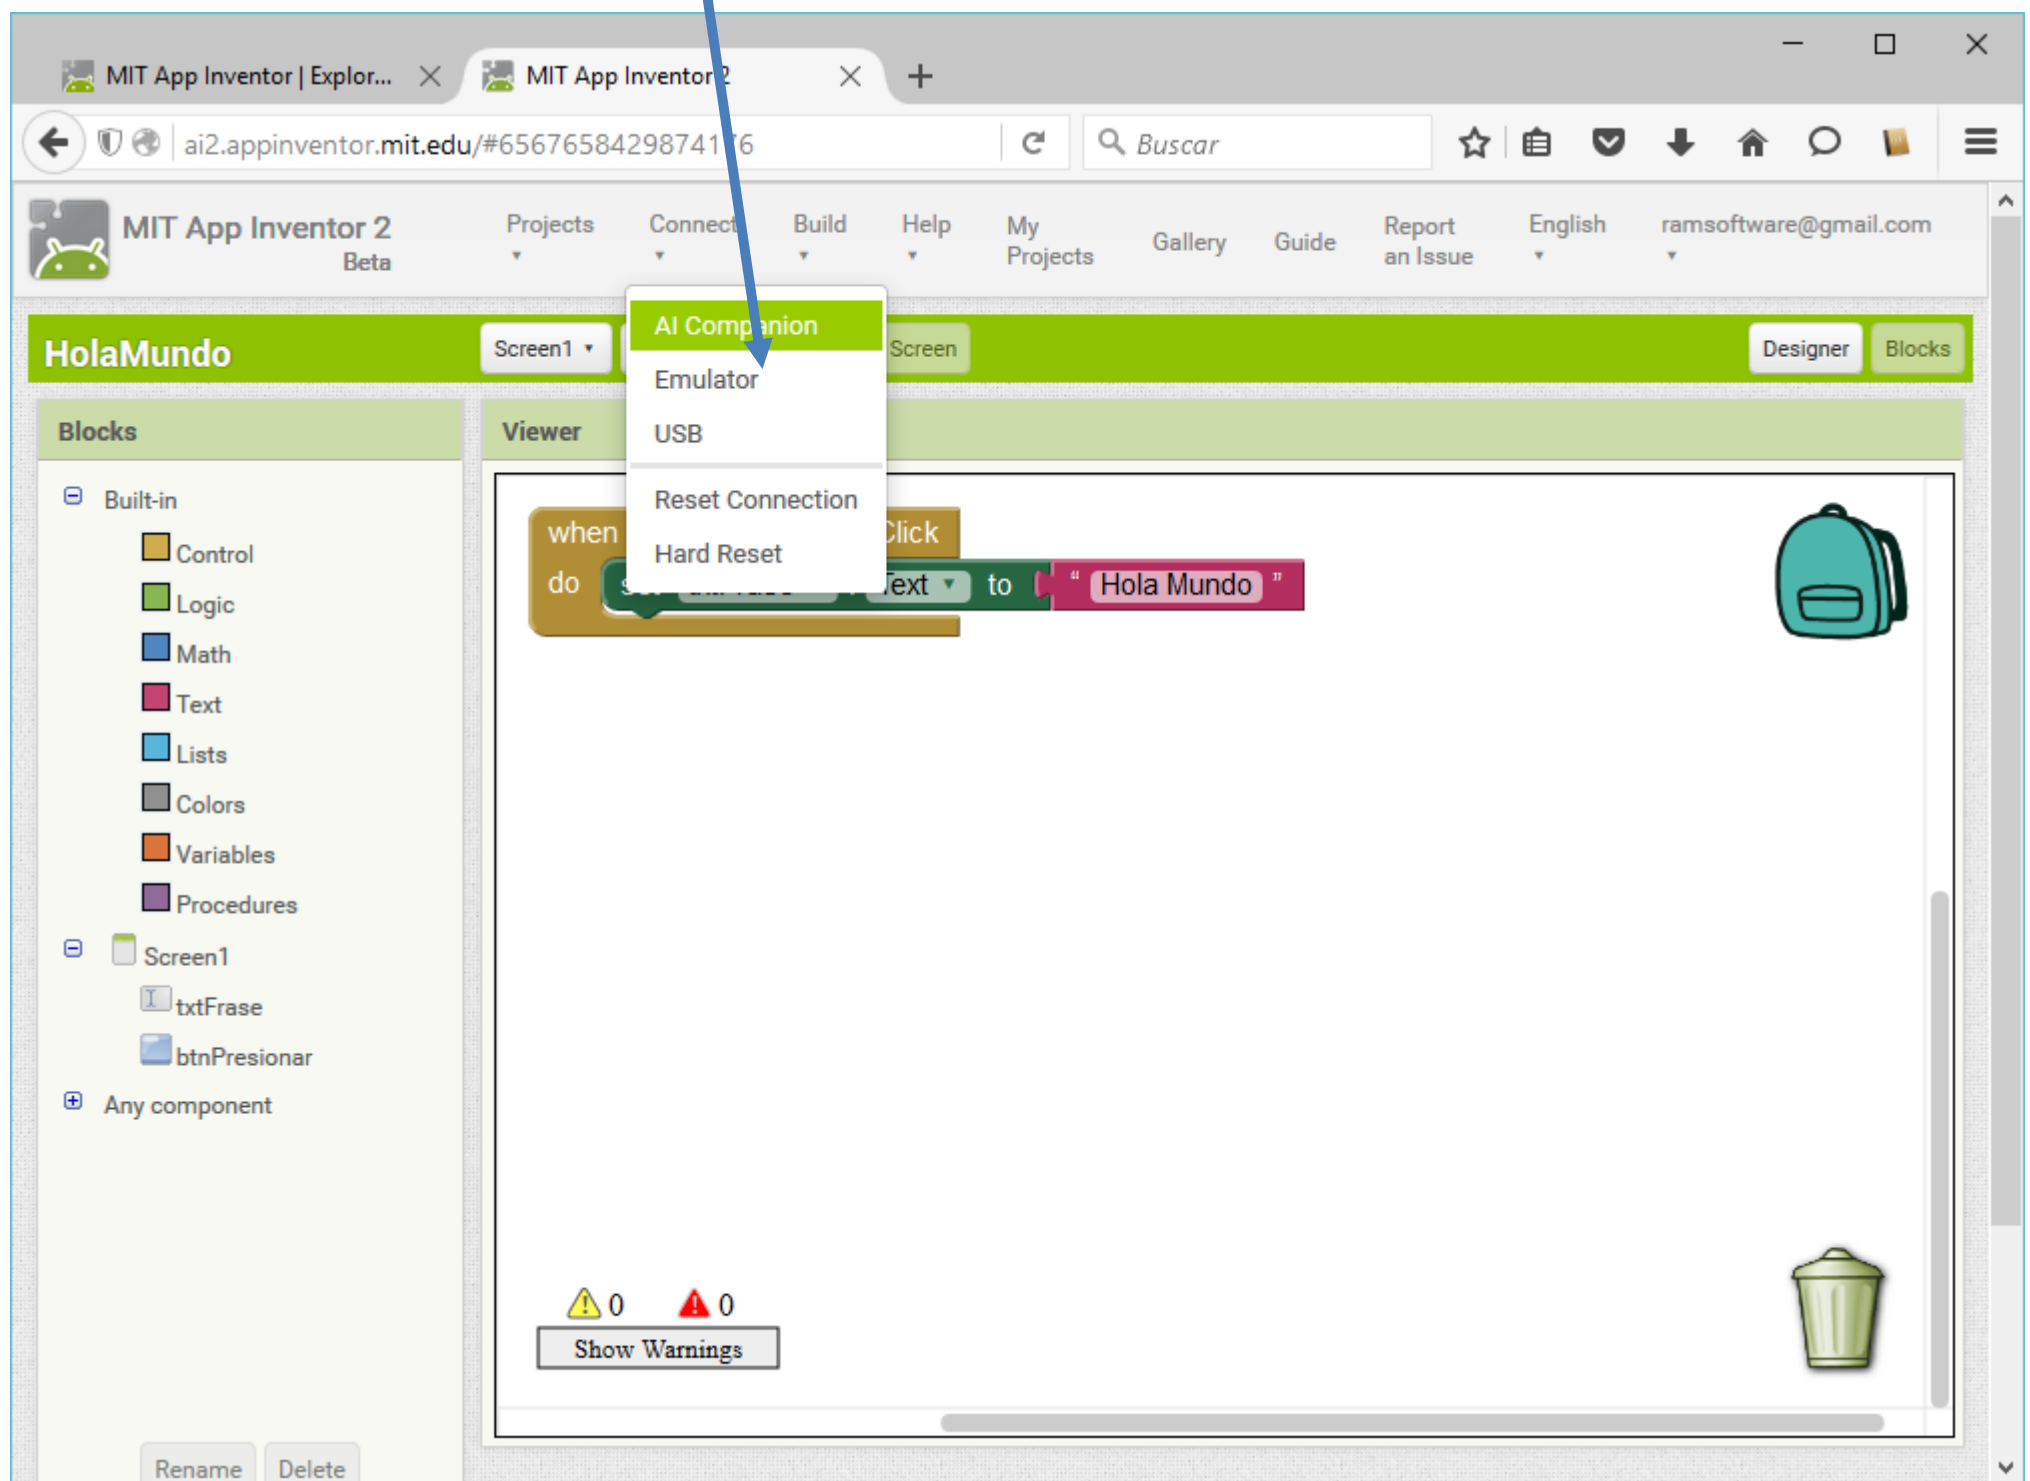 MIT App Inventor | Explor...
MIT App Inventor 2
ai2.appinventor.mit.edu/#6567658429874176
Buscar
MIT App Inventor 2
Beta
Projects
Connect
Build
Help
My
Projects
Gallery
Guide
Report
an Issue
English
ramsoftware@gmail.com
HolaMundo
Screen1
Screen
Designer
Blocks
AI Companion
Emulator
USB
Reset Connection
Hard Reset
Blocks
Viewer
Built-in
Control
Logic
Math
Text
Lists
Colors
Variables
Procedures
Screen1
txtFrase
btnPresionar
Any component
Rename
Delete
when Click
do Text to " Hola Mundo "
0 0
Show Warnings